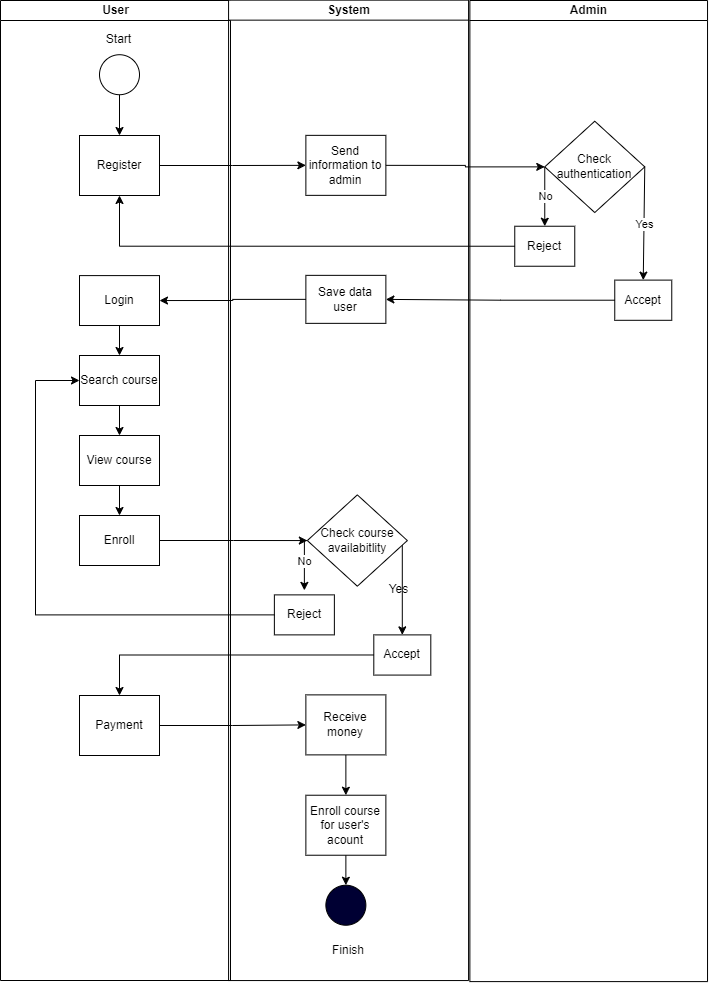 User
System
Admin
Start
Register
Send
information to
admin
Check
authentication
No
Yes
Reject
Login
Save data
user
Accept
Search course
View course
Enroll
Check course
availabitlity
No
Yes
Reject
Accept
Payment
Receive
money
Enroll course
for user's
acount
Finish